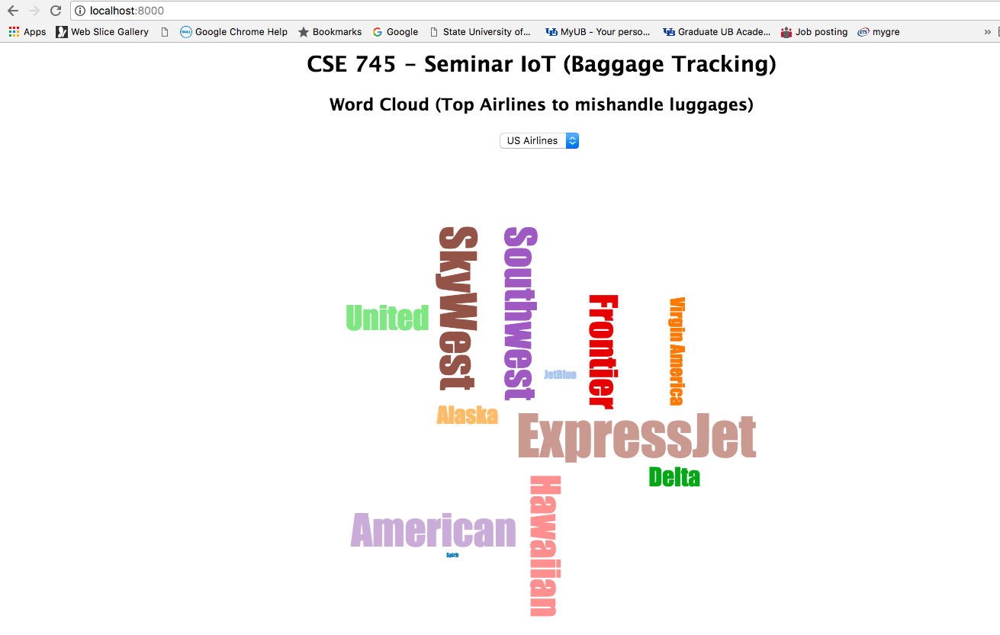 localhost:8000
Apps Web Slice Gallery Google Chrome Help Bookmarks Google State University of... MyUB - Your perso... Graduate UB Acade... Job posting mygre »
CSE 745 - Seminar IoT (Baggage Tracking)
Word Cloud (Top Airlines to mishandle luggages)
US Airlines
SkyWest
Southwest
United
Frontier
Virgin America
JetBlue
Alaska
ExpressJet
Delta
Hawaiian
American
Spirit